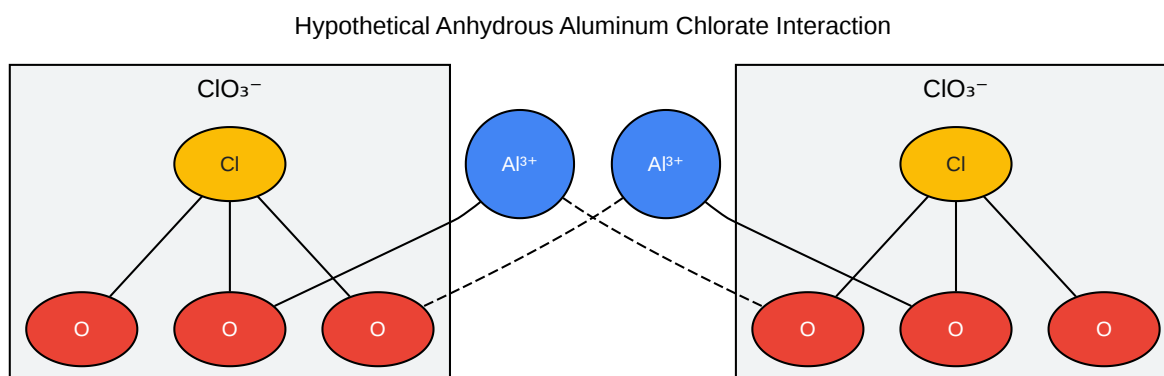 Hypothetical Anhydrous Aluminum Chlorate Interaction
ClO₃⁻ ClO₃⁻
Cl Al³⁺ Al³⁺ Cl
O O O O O O